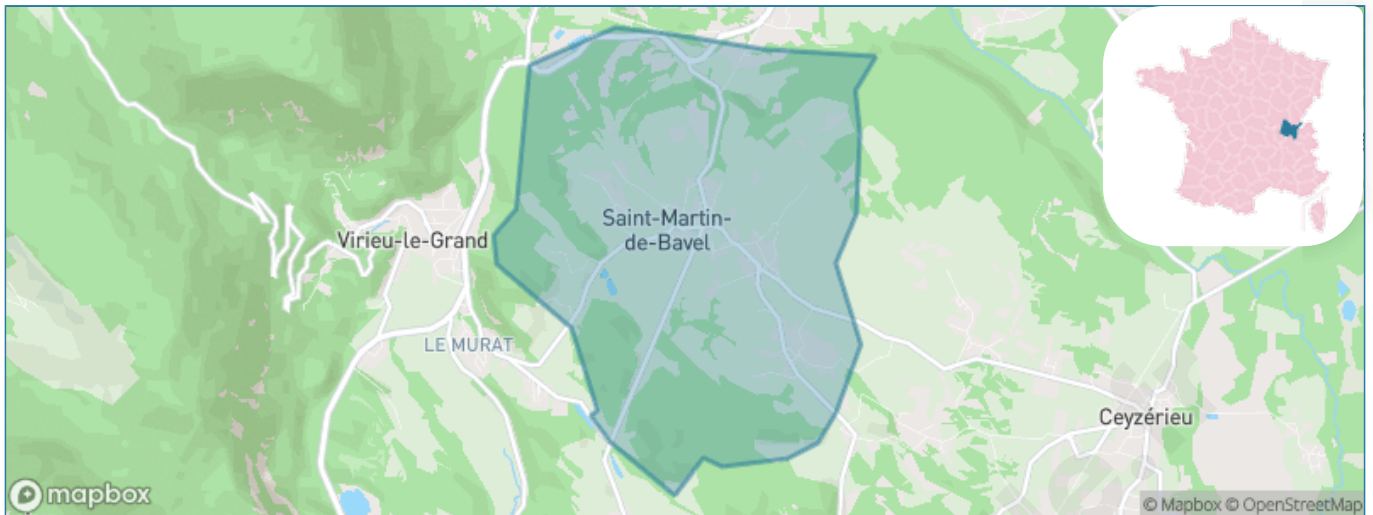 Saint-Martin-
de-Bavel
Virieu-le-Grand
LE MURAT
Ceyzérieu
mapbox
© Mapbox © OpenStreetMap